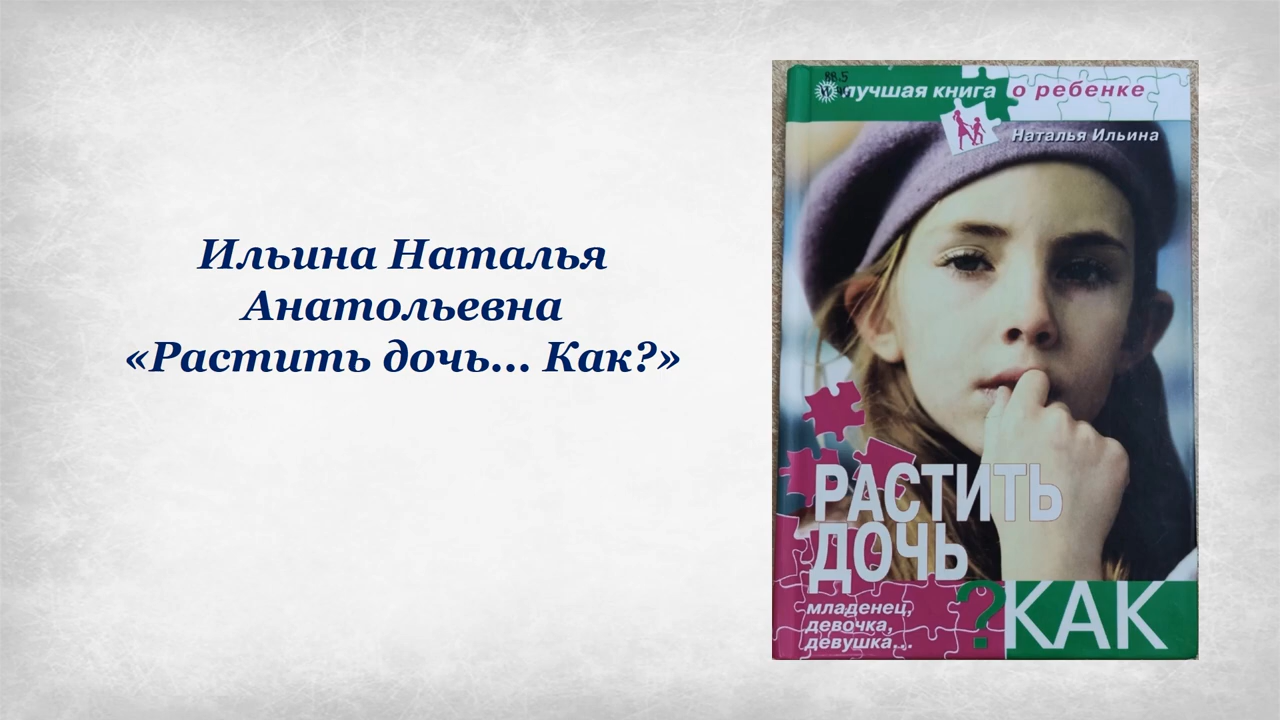 Ильина Наталья
Анатольевна
«Растить дочь... Как?»
88.5
лучшая книга о ребенке
Наталья Ильина
РАСТИТЬ
ДОЧЬ
?КАК
младенец,
девочка,
девушка...